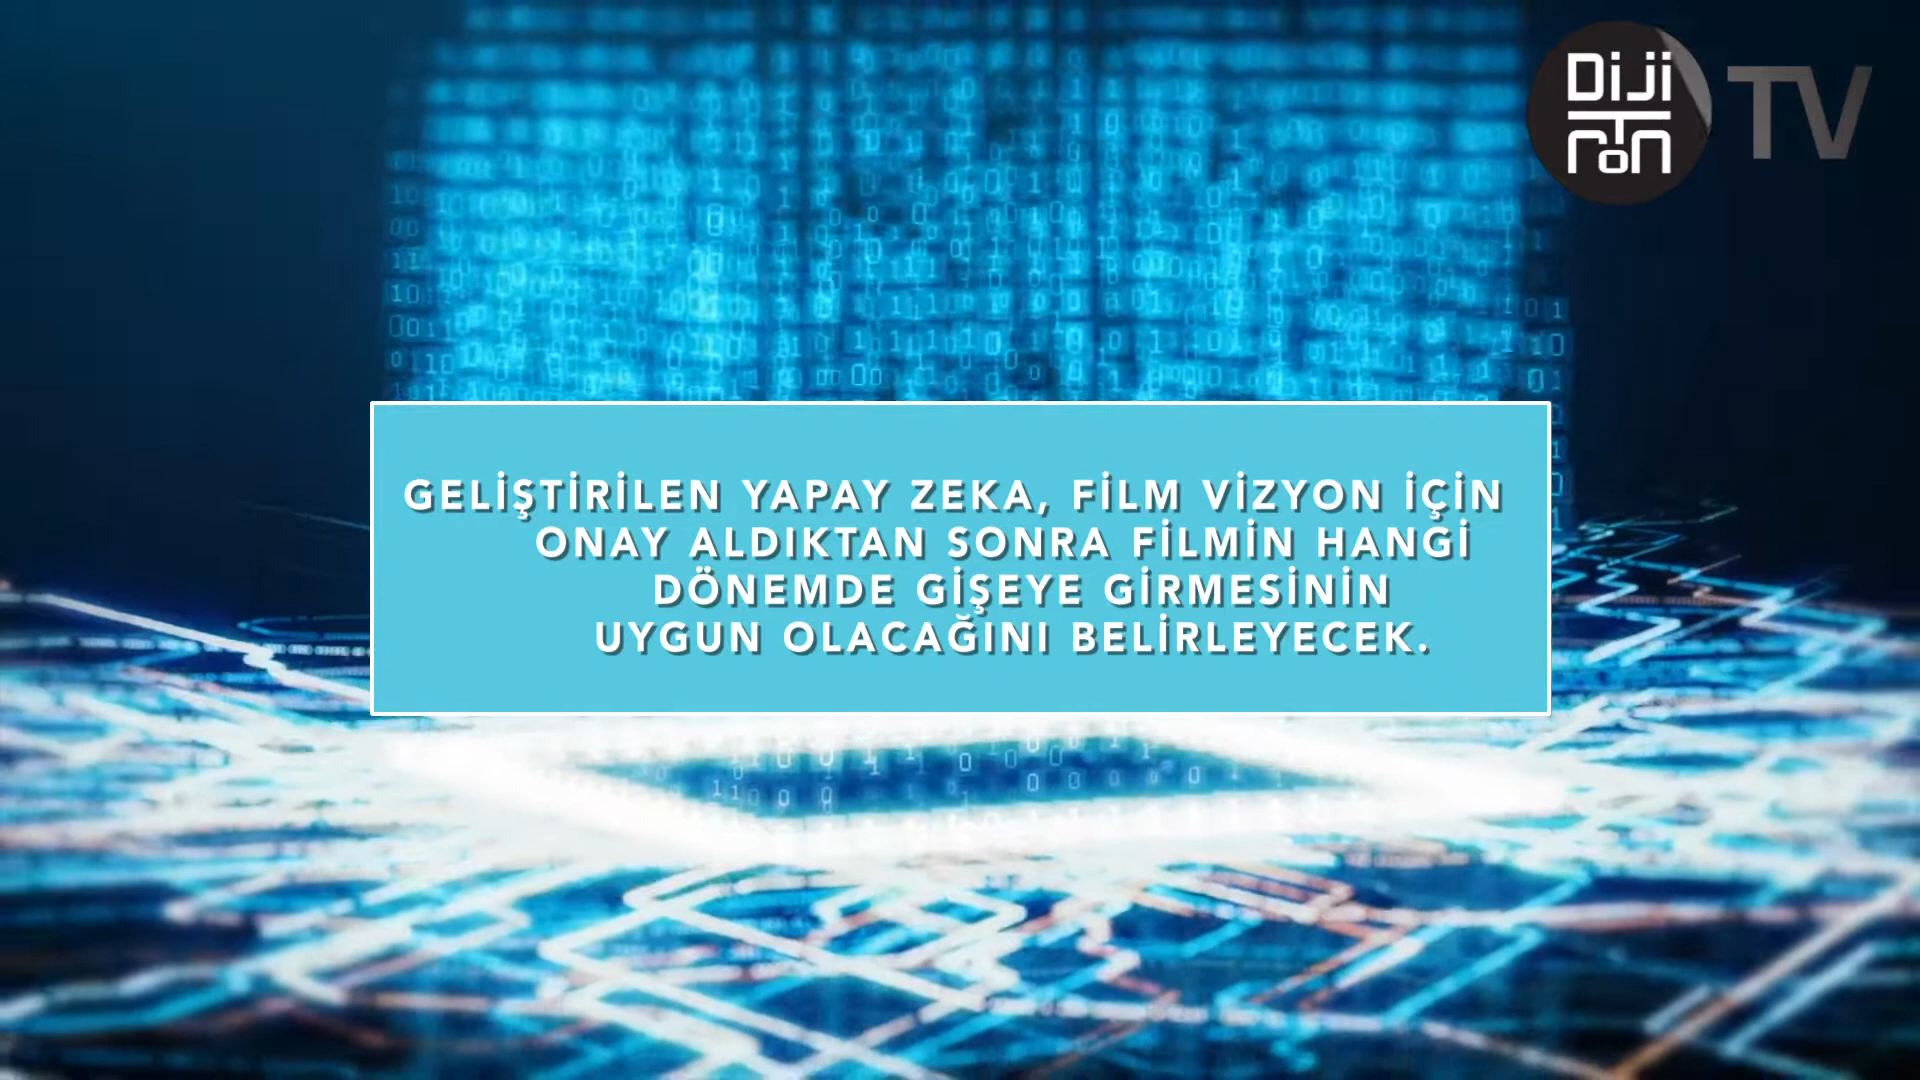 DiJi
Tron
TV
GELİŞTİRİLEN YAPAY ZEKA, FİLM VİZYON İÇİN
ONAY ALDIKTAN SONRA FİLMİN HANGİ
DÖNEMDE GİŞEYE GİRMESİNİN
UYGUN OLACAĞINI BELİRLEYECEK.